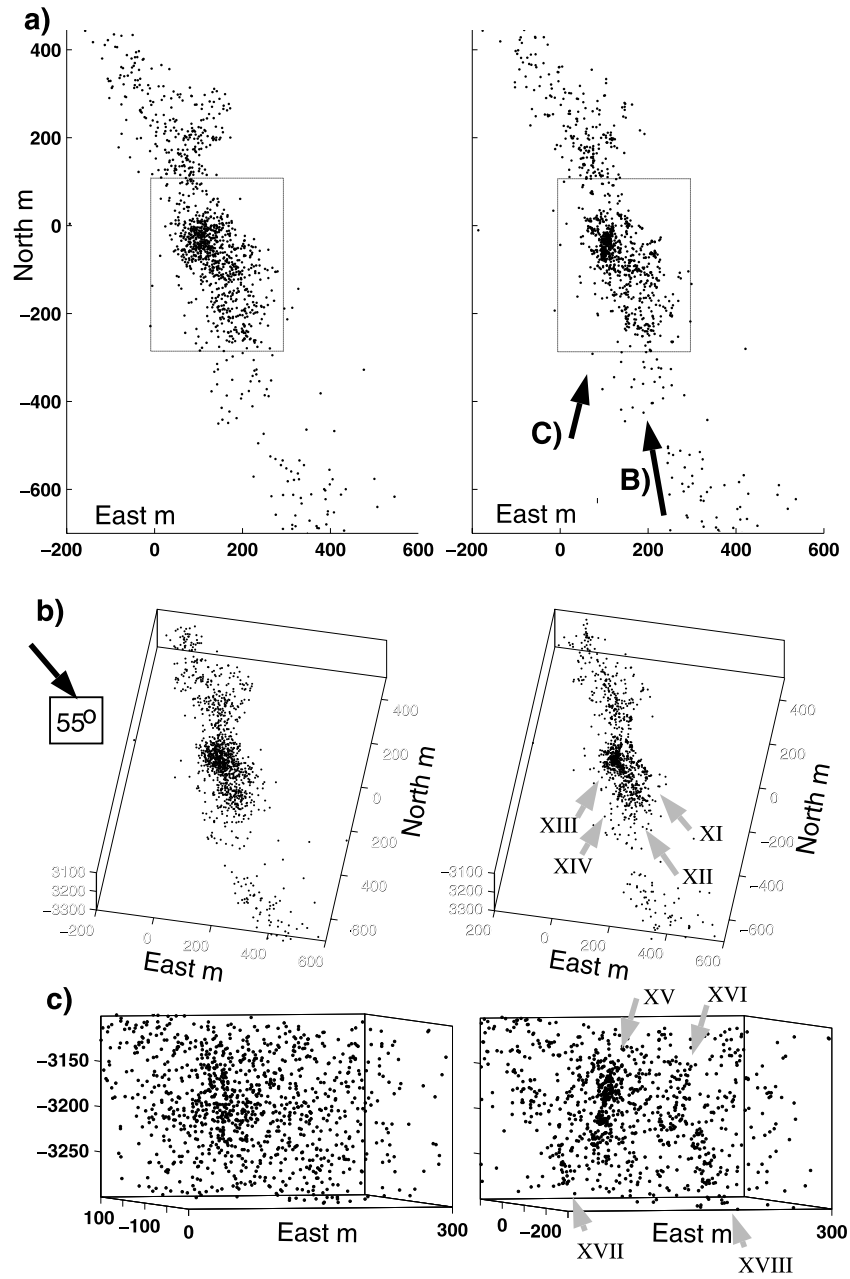 a)
400
200
0
−200
−400
−600
North m
East m
−200 0 200 400 600
C)
B)
East m
−200 0 200 400 600
b)
55o
400
200
0
200
400
600
North m
3100
−3200
−3300
−200 0 200 400 600
East m
XIII
XIV
XI
XII
400
200
0
−200
−400
−600
North m
−3100
3200
3300
200 0 200 400 600
East m
c)
−3150
−3200
−3250
100 −100 0 300
East m
XV
XVI
0 −200 300
East m
XVII
XVIII